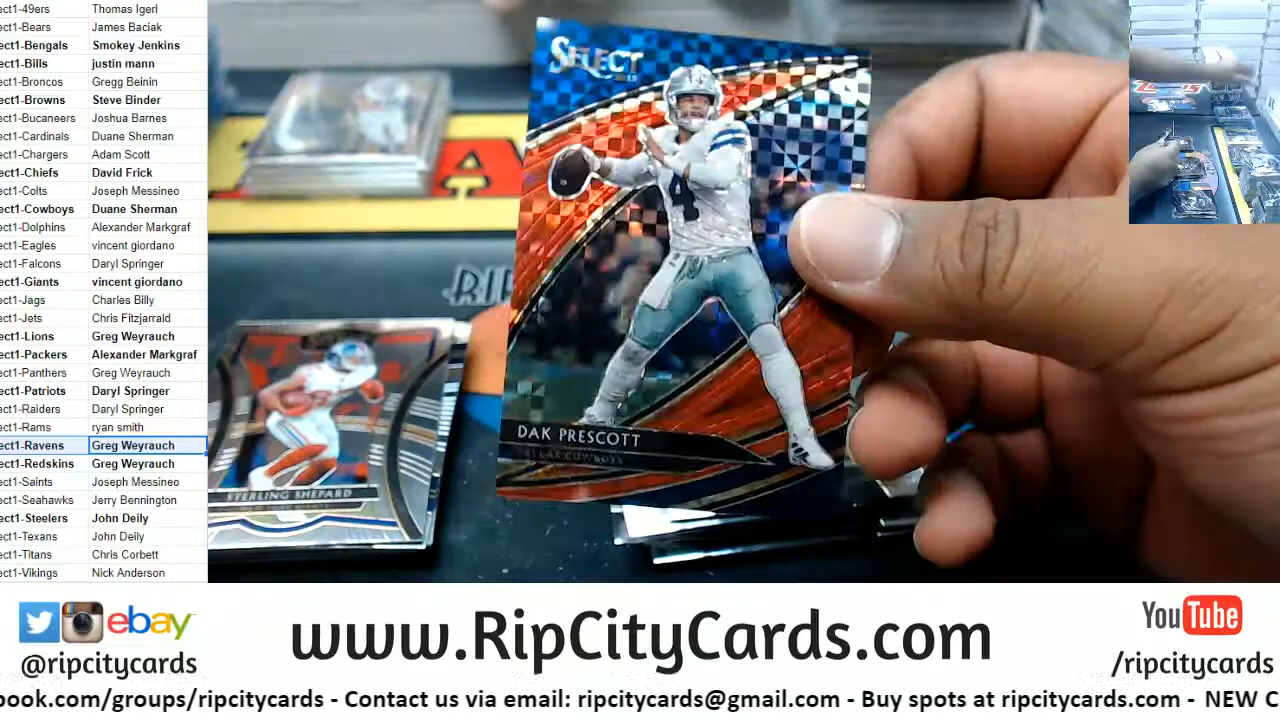 ect1-49ers Thomas Igerl
ect1-Bears James Baciak
ect1-Bengals Smokey Jenkins
ect1-Bills justin mann
ect1-Broncos Gregg Beinin
ect1-Browns Steve Binder
ect1-Bucaneers Joshua Barnes
ect1-Cardinals Duane Sherman
ect1-Chargers Adam Scott
ect1-Chiefs David Frick
ect1-Colts Joseph Messineo
ect1-Cowboys Duane Sherman
ect1-Dolphins Alexander Markgraf
ect1-Eagles vincent giordano
ect1-Falcons Daryl Springer
ect1-Giants vincent giordano
ect1-Jags Charles Billy
ect1-Jets Chris Fitzjarrald
ect1-Lions Greg Weyrauch
ect1-Packers Alexander Markgraf
ect1-Panthers Greg Weyrauch
ect1-Patriots Daryl Springer
ect1-Raiders Daryl Springer
ect1-Rams ryan smith
ect1-Ravens Greg Weyrauch
ect1-Redskins Greg Weyrauch
ect1-Saints Joseph Messineo
ect1-Seahawks Jerry Bennington
ect1-Steelers John Deily
ect1-Texans John Deily
ect1-Titans Chris Corbett
ect1-Vikings Nick Anderson
SELECT
4
DAK PRESCOTT
DALLAS COWBOYS
RIP
STERLING SHEPARD
ebay
@ripcitycards
www.RipCityCards.com
YouTube
/ripcitycards
book.com/groups/ripcitycards - Contact us via email: ripcitycards@gmail.com - Buy spots at ripcitycards.com - NEW C